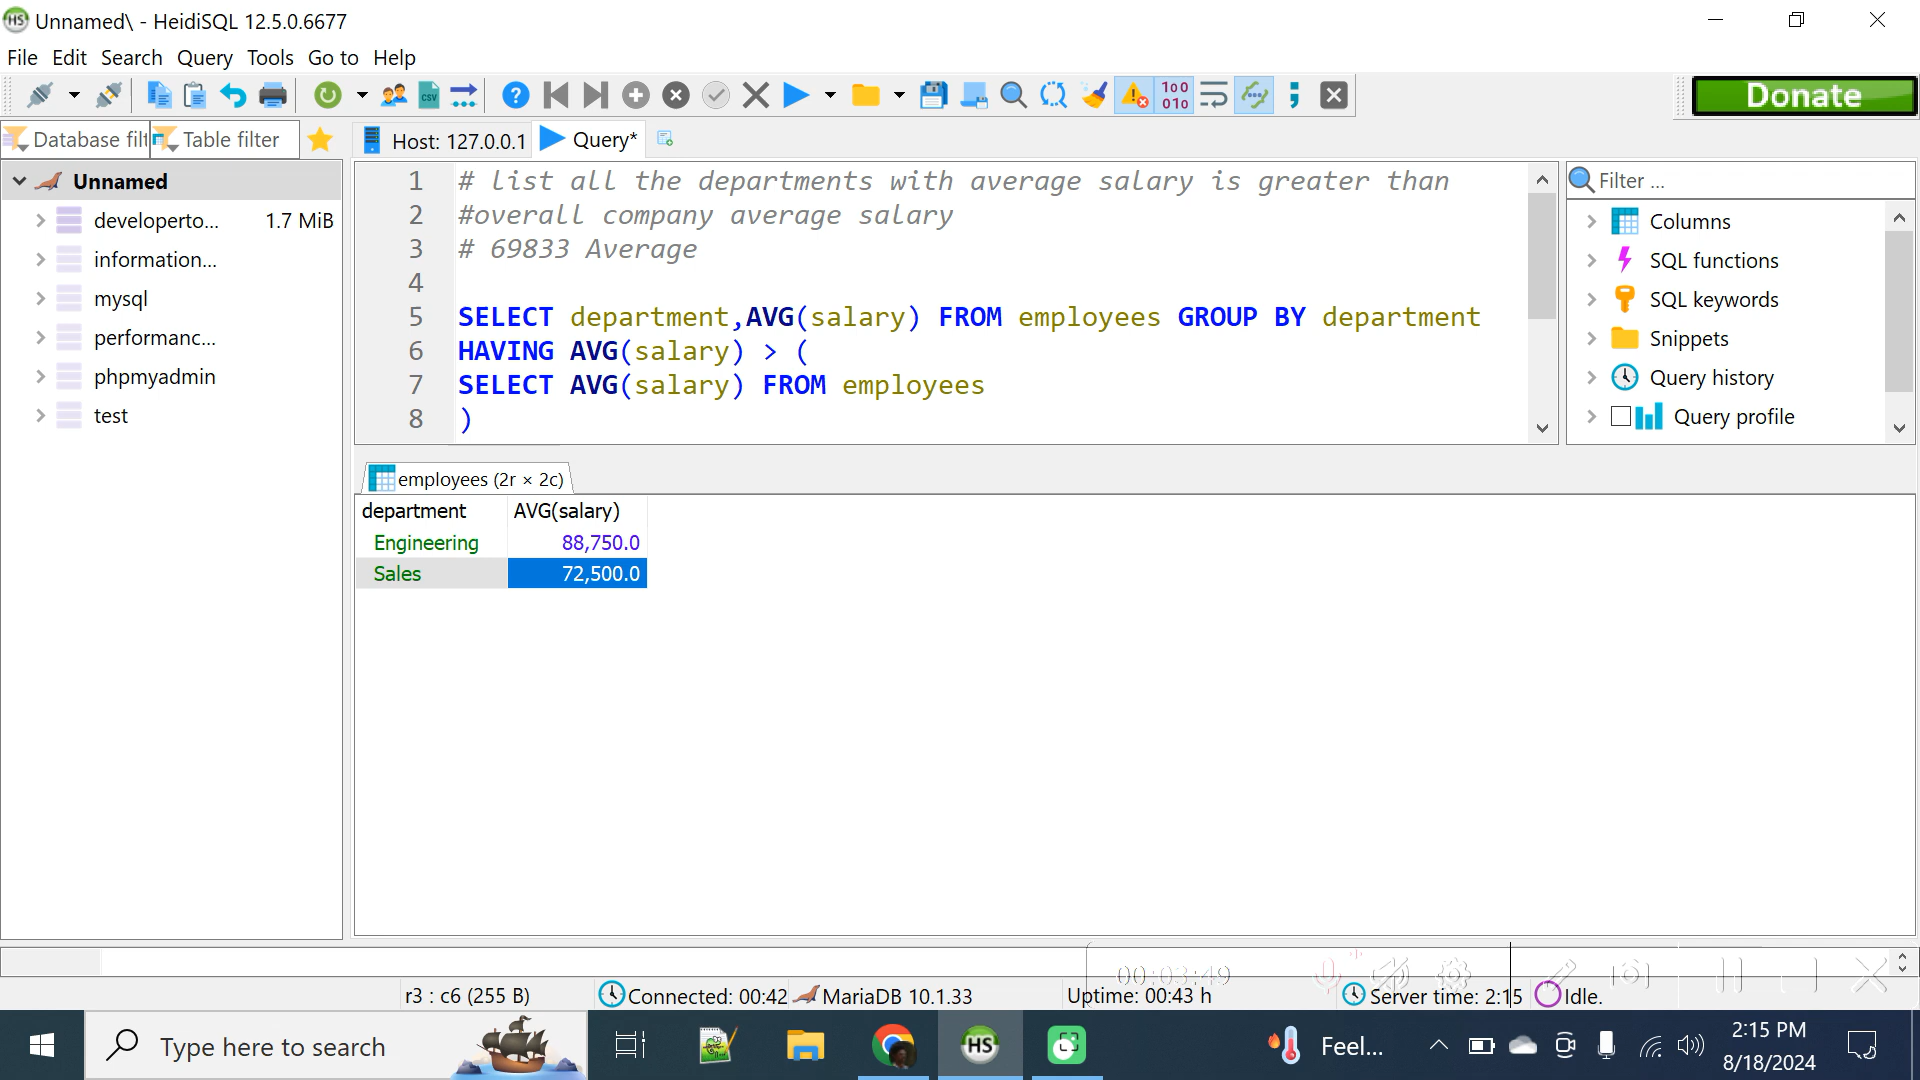 Unnamed\ - HeidiSQL 12.5.0.6677
File Edit Search Query Tools Go to Help
Donate
Database filt Table filter Host: 127.0.0.1 Query*
Unnamed
developerto... 1.7 MiB
information...
mysql
performanc...
phpmyadmin
test
1 # list all the departments with average salary is greater than
2 #overall company average salary
3 # 69833 Average
4
5 SELECT department,AVG(salary) FROM employees GROUP BY department
6 HAVING AVG(salary) > (
7 SELECT AVG(salary) FROM employees
8 )
Filter ...
Columns
SQL functions
SQL keywords
Snippets
Query history
Query profile
employees (2r × 2c)
department AVG(salary)
Engineering 88,750.0
Sales 72,500.0
00:03:49
r3 : c6 (255 B) Connected: 00:42 MariaDB 10.1.33 Uptime: 00:43 h Server time: 2:15 Idle.
Type here to search
Feel...
2:15 PM
8/18/2024